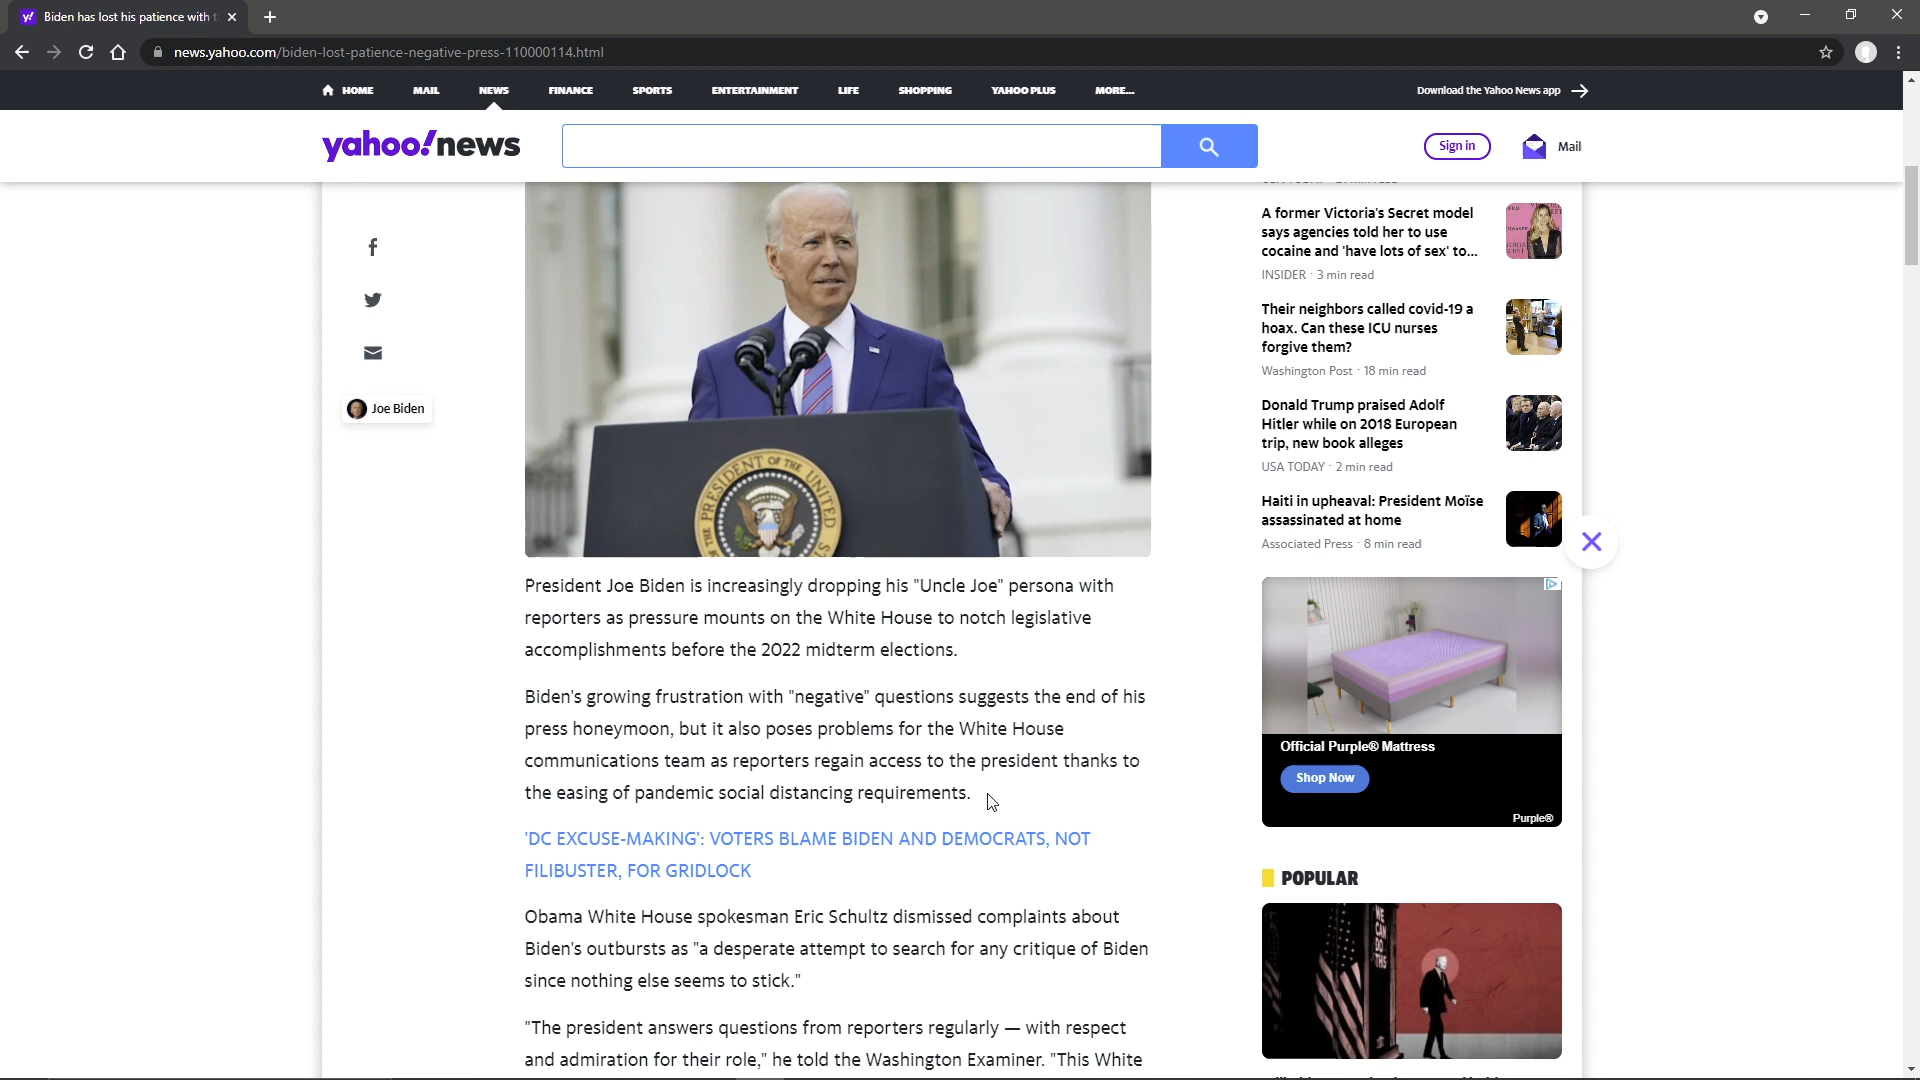 Biden has lost his patience with t
news.yahoo.com/biden-lost-patience-negative-press-110000114.html
HOME MAIL NEWS FINANCE SPORTS ENTERTAINMENT LIFE SHOPPING YAHOO PLUS MORE... Download the Yahoo News app
yahoo!news
Sign in
Mail
Joe Biden
PRESIDENT OF THE UNITED
President Joe Biden is increasingly dropping his "Uncle Joe" persona with
reporters as pressure mounts on the White House to notch legislative
accomplishments before the 2022 midterm elections.
Biden's growing frustration with "negative" questions suggests the end of his
press honeymoon, but it also poses problems for the White House
communications team as reporters regain access to the president thanks to
the easing of pandemic social distancing requirements.
'DC EXCUSE-MAKING': VOTERS BLAME BIDEN AND DEMOCRATS, NOT
FILIBUSTER, FOR GRIDLOCK
Obama White House spokesman Eric Schultz dismissed complaints about
Biden's outbursts as "a desperate attempt to search for any critique of Biden
since nothing else seems to stick."
"The president answers questions from reporters regularly — with respect
and admiration for their role," he told the Washington Examiner. "This White
A former Victoria's Secret model
says agencies told her to use
cocaine and 'have lots of sex' to...
INSIDER · 3 min read
Their neighbors called covid-19 a
hoax. Can these ICU nurses
forgive them?
Washington Post · 18 min read
Donald Trump praised Adolf
Hitler while on 2018 European
trip, new book alleges
USA TODAY · 2 min read
Haiti in upheaval: President Moïse
assassinated at home
Associated Press · 8 min read
Official Purple® Mattress
Shop Now
Purple®
POPULAR
WE
CAN
DO
THIS